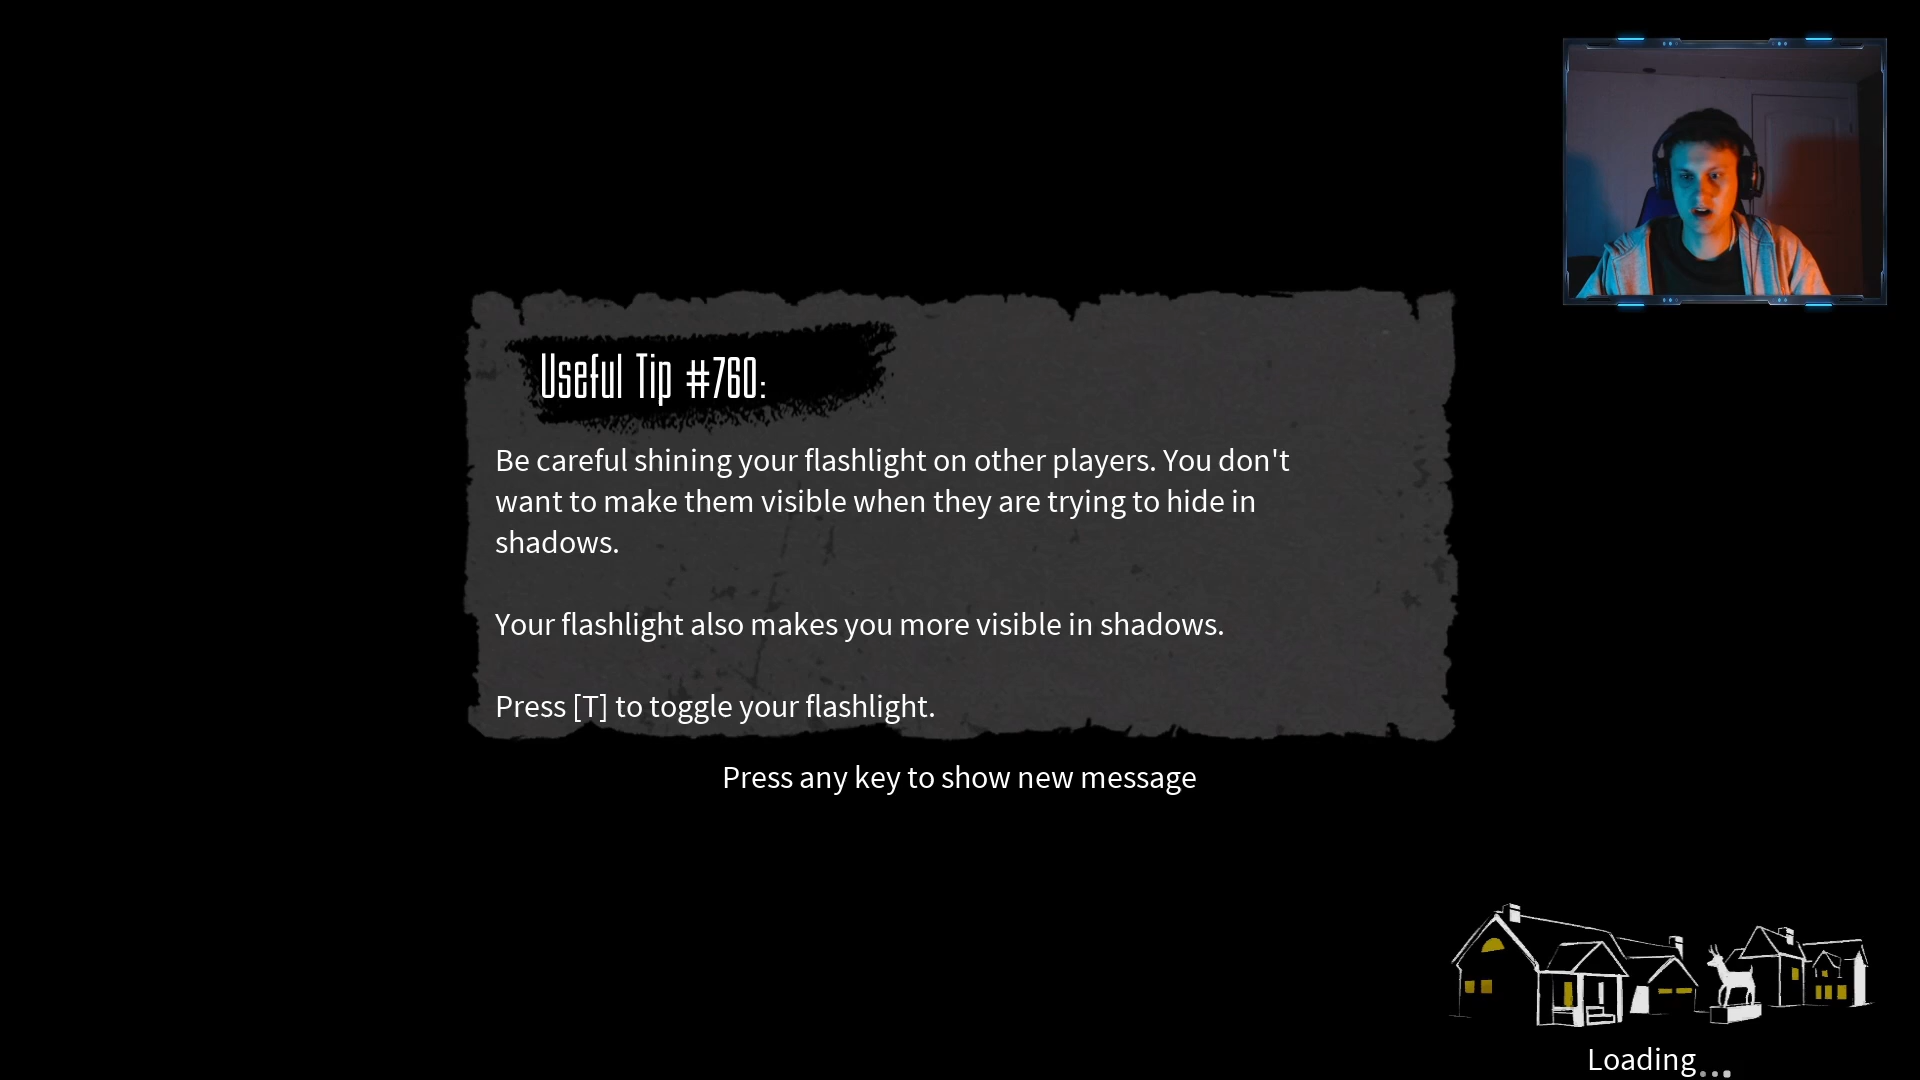 Useful Tip #760:
Be careful shining your flashlight on other players. You don't
want to make them visible when they are trying to hide in
shadows.
Your flashlight also makes you more visible in shadows.
Press [T] to toggle your flashlight.
Press any key to show new message
Loading...